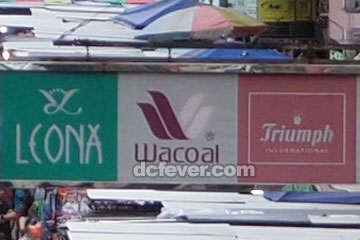 LEONA
Wacoal®
Triumph
INTERNATIONAL
dcfever.com